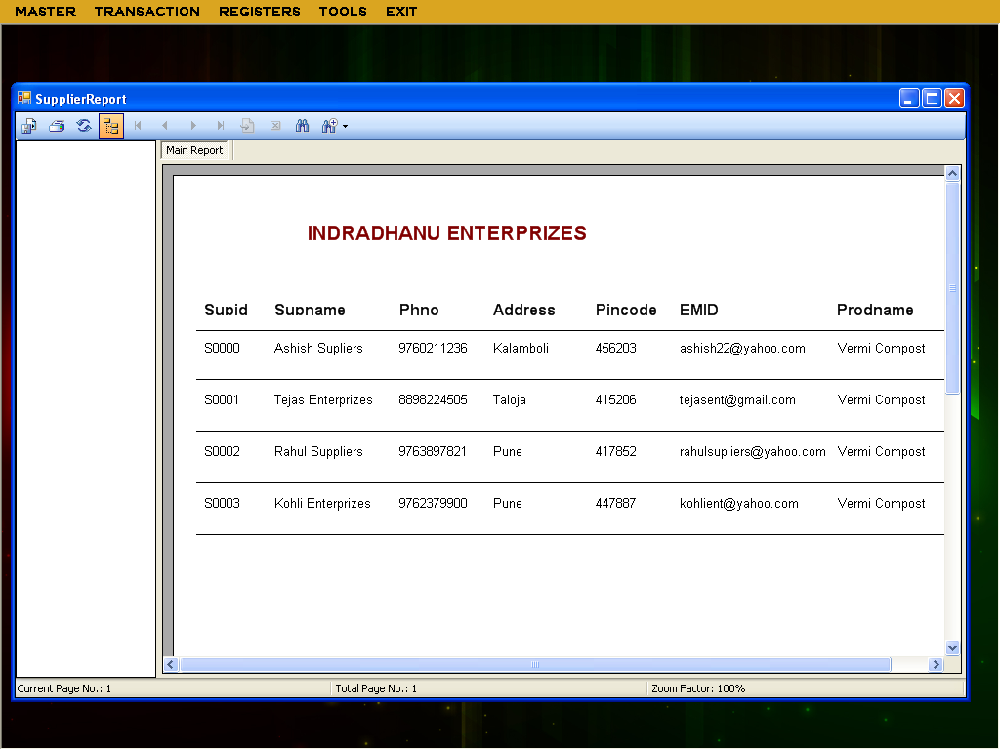 MASTER TRANSACTION REGISTERS TOOLS EXIT
SupplierReport
Main Report
INDRADHANU ENTERPRIZES
Supid Supname Phno Address Pincode EMID Prodname
S0000 Ashish Supliers 9760211236 Kalamboli 456203 ashish22@yahoo.com Vermi Compost
S0001 Tejas Enterprizes 8898224505 Taloja 415206 tejasent@gmail.com Vermi Compost
S0002 Rahul Suppliers 9763897821 Pune 417852 rahulsupliers@yahoo.com Vermi Compost
S0003 Kohli Enterprizes 9762379900 Pune 447887 kohlient@yahoo.com Vermi Compost
Current Page No.: 1 Total Page No.: 1 Zoom Factor: 100%